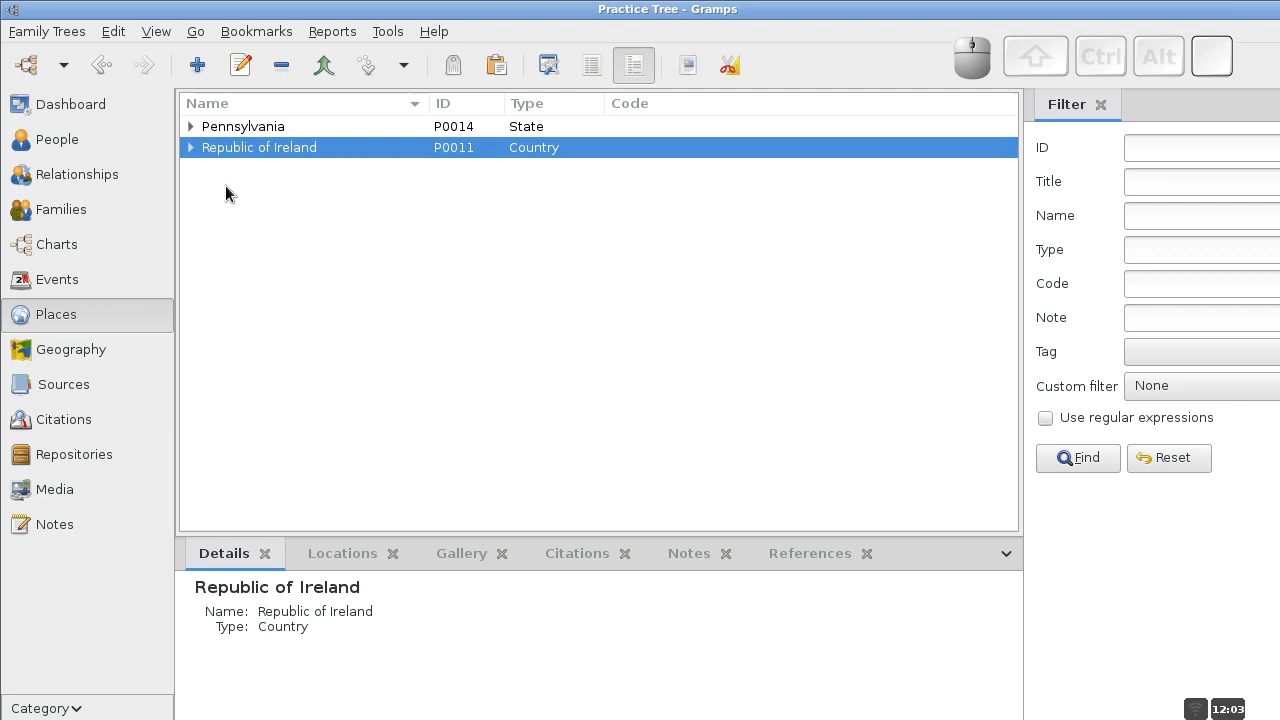 Practice Tree - Gramps
Family Trees Edit View Go Bookmarks Reports Tools Help
Ctrl Alt
Dashboard
People
Relationships
Families
Charts
Events
Places
Geography
Sources
Citations
Repositories
Media
Notes
Category
Name ID Type Code
Pennsylvania P0014 State
Republic of Ireland P0011 Country
Details Locations Gallery Citations Notes References
Republic of Ireland
Name: Republic of Ireland
Type: Country
Filter
ID
Title
Name
Type
Code
Note
Tag
Custom filter None
Use regular expressions
Find Reset
12:03